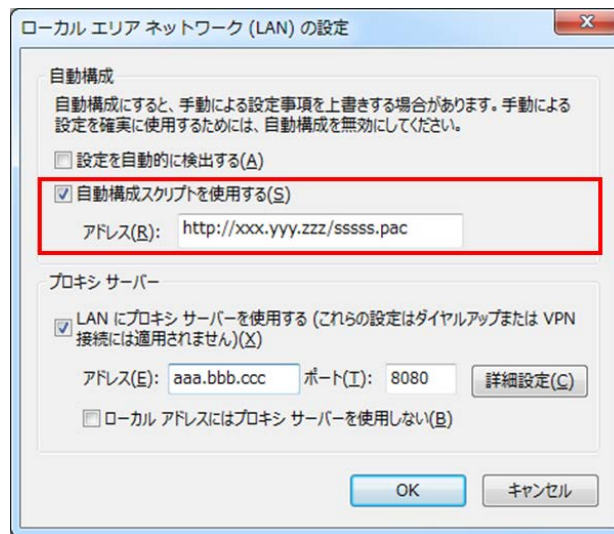 ローカル エリア ネットワーク (LAN) の設定
自動構成
自動構成にすると、手動による設定事項を上書きする場合があります。手動による
設定を確実に使用するためには、自動構成を無効にしてください。
設定を自動的に検出する(A)
自動構成スクリプトを使用する(S)
アドレス(R): http://xxx.yyy.zzz/sssss.pac
プロキシ サーバー
LAN にプロキシ サーバーを使用する (これらの設定はダイヤルアップまたは VPN
接続には適用されません)(X)
アドレス(E): aaa.bbb.ccc ポート(T): 8080 詳細設定(C)
ローカル アドレスにはプロキシ サーバーを使用しない(B)
OK キャンセル